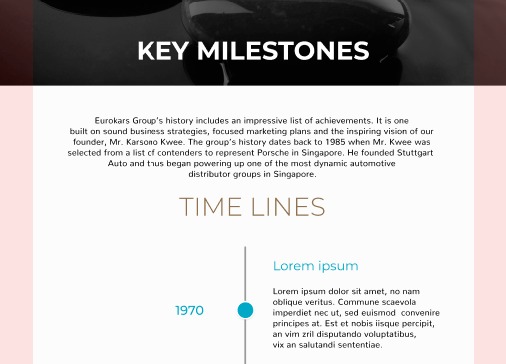 KEY MILESTONES
Eurokars Group's history includes an impressive list of achievements. It is one
built on sound business strategies, focused marketing plans and the inspiring vision of our
founder, Mr. Karsono Kwee. The group's history dates back to 1985 when Mr. Kwee was
selected from a list of contenders to represent Porsche in Singapore. He founded Stuttgart
Auto and thus began powering up one of the most dynamic automotive
distributor groups in Singapore.
TIME LINES
Lorem ipsum
Lorem ipsum dolor sit amet, no nam
oblique veritus. Commune scaevola
1970
imperdiet nec ut, sed euismod convenire
principes at. Est et nobis iisque percipit,
an vim zril disputando voluptatibus,
vix an salutandi sententiae.